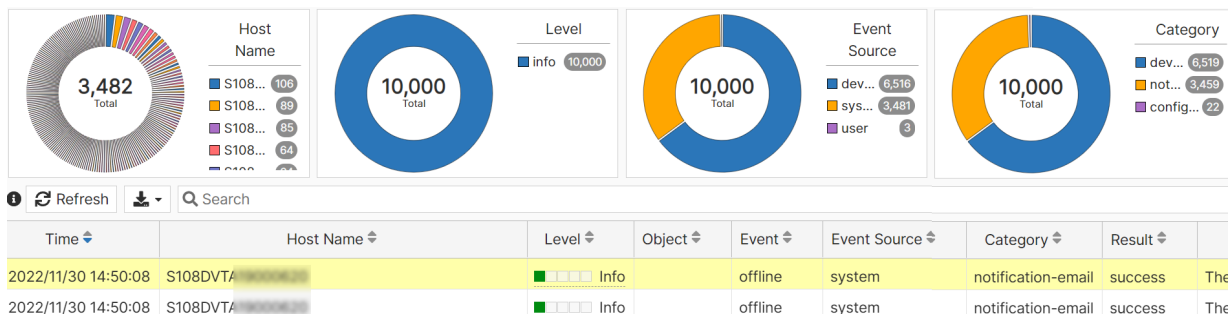 Host Name
3,482
Total
S108... 106
S108... 89
S108... 85
S108... 64
Level
10,000
Total
info 10,000
Event Source
10,000
Total
dev... 6,516
sys... 3,481
user 3
Category
10,000
Total
dev... 6,519
not... 3,459
config... 22
Refresh
Search
Time Host Name Level Object Event Event Source Category Result
2022/11/30 14:50:08 S108DVTA Info offline system notification-email success The
2022/11/30 14:50:08 S108DVTA Info offline system notification-email success The